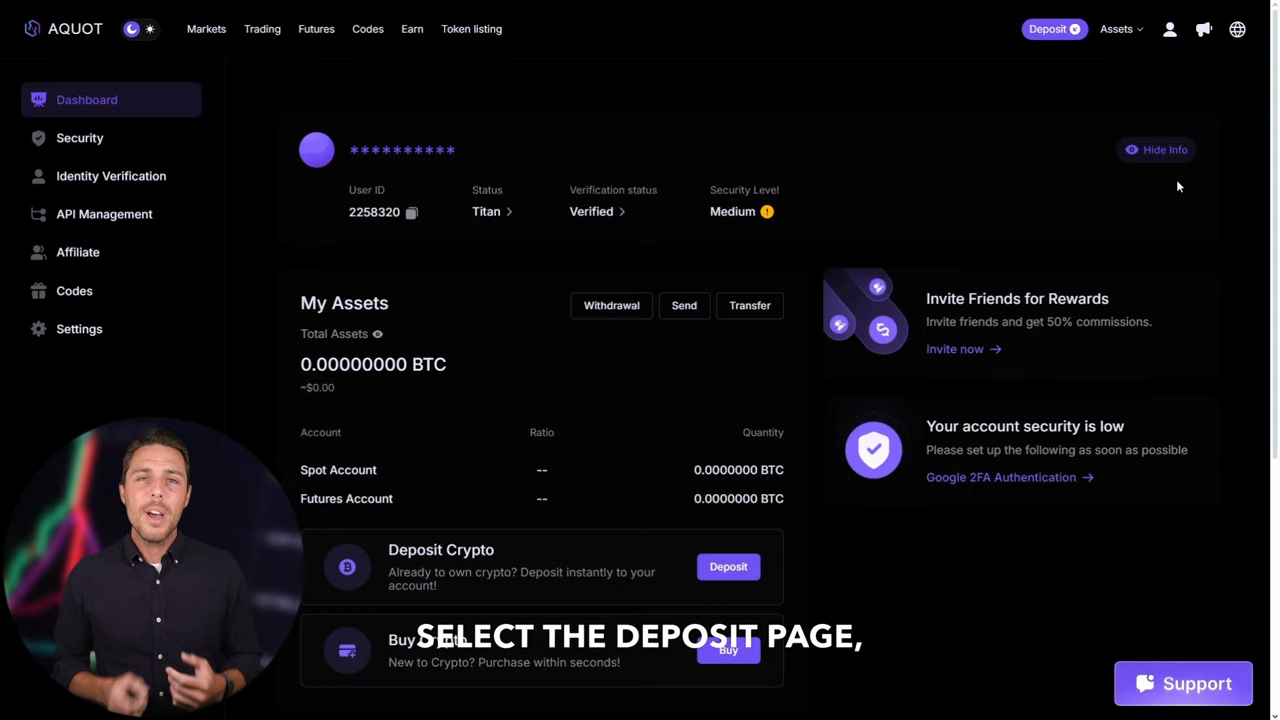 AQUOT
Markets
Trading
Futures
Codes
Earn
Token listing
Deposit
Assets
Dashboard
Security
Identity Verification
API Management
Affiliate
Codes
Settings
**********
Hide Info
User ID
2258320
Status
Titan
Verification status
Verified
Security Level
Medium
My Assets
Withdrawal
Send
Transfer
Total Assets
0.00000000 BTC
~$0.00
Account
Ratio
Quantity
Spot Account
--
0.0000000 BTC
Futures Account
--
0.0000000 BTC
Deposit Crypto
Already to own crypto? Deposit instantly to your
account!
Deposit
Buy Crypto
New to Crypto? Purchase within seconds!
Buy
SELECT THE DEPOSIT PAGE,
Invite Friends for Rewards
Invite friends and get 50% commissions.
Invite now
Your account security is low
Please set up the following as soon as possible
Google 2FA Authentication
Support